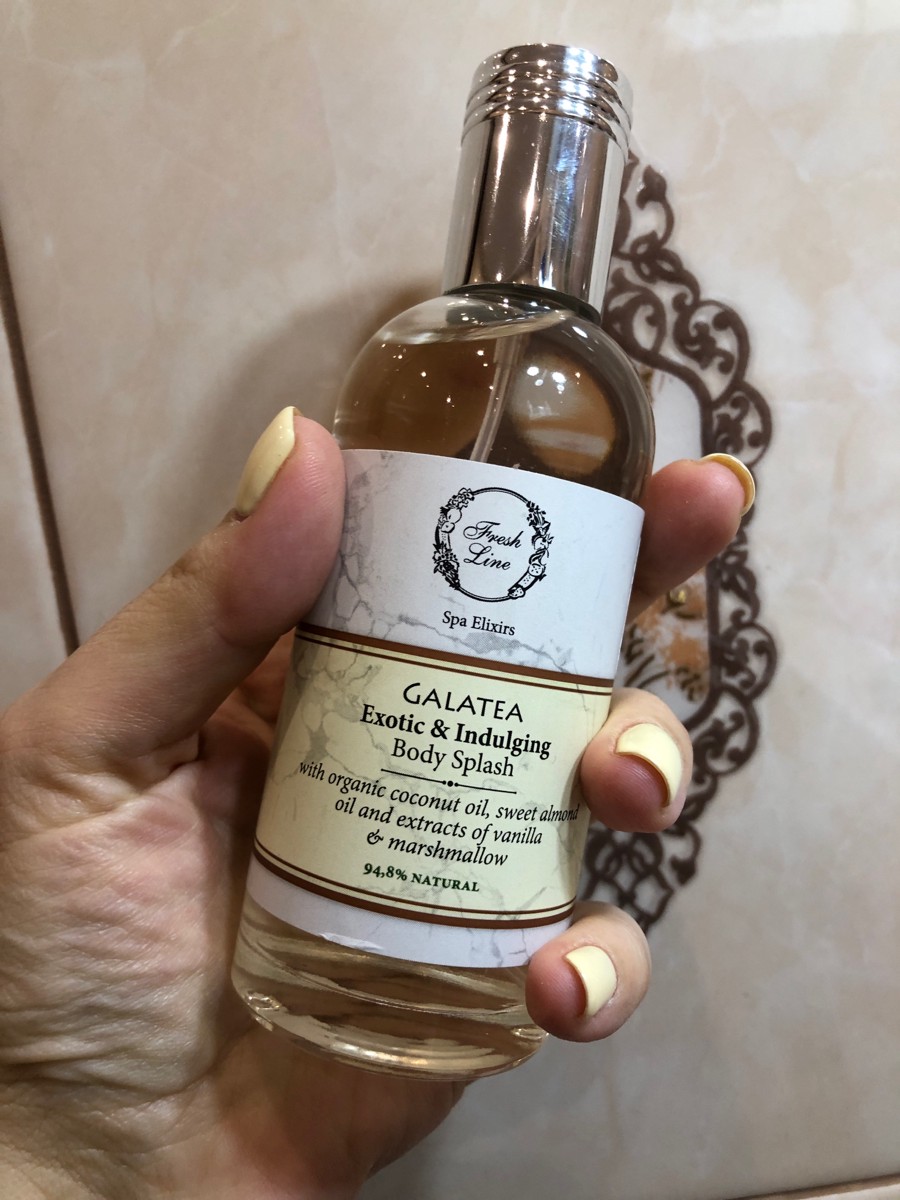 Fresh
Line
Spa Elixirs
GALATEA
Exotic & Indulging
Body Splash
with organic coconut oil, sweet almond
oil and extracts of vanilla
& marshmallow
94,8% NATURAL